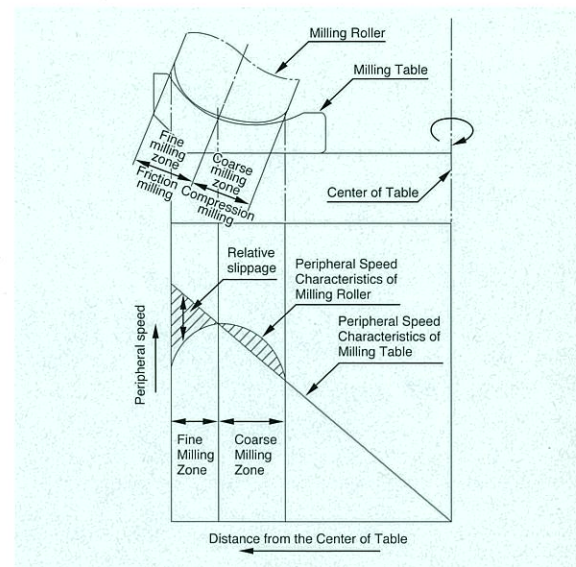 Milling Roller
Milling Table
Fine
milling
zone
Coarse
milling
zone
Friction
milling
Compression
milling
Center of Table
Relative
slippage
Peripheral Speed
Characteristics of
Milling Roller
Peripheral Speed
Characteristics of
Milling Table
Peripheral speed
Fine
Milling
Zone
Coarse
Milling
Zone
Distance from the Center of Table